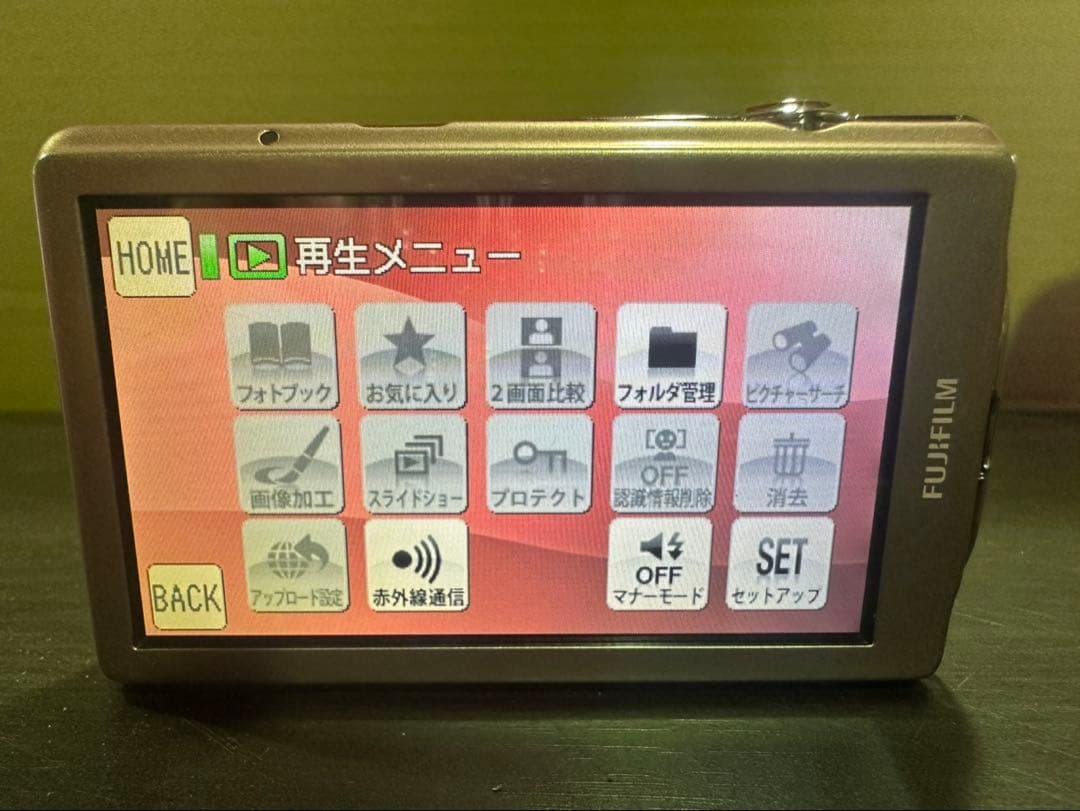 HOME 再生メニュー
フォトブック お気に入り 2画面比較 フォルダ管理 ピクチャーサーチ
画像加工 スライドショー プロテクト OFF 認識情報削除 消去
アップロード設定 赤外線通信 OFF マナーモード SET セットアップ
BACK
FUJIFILM